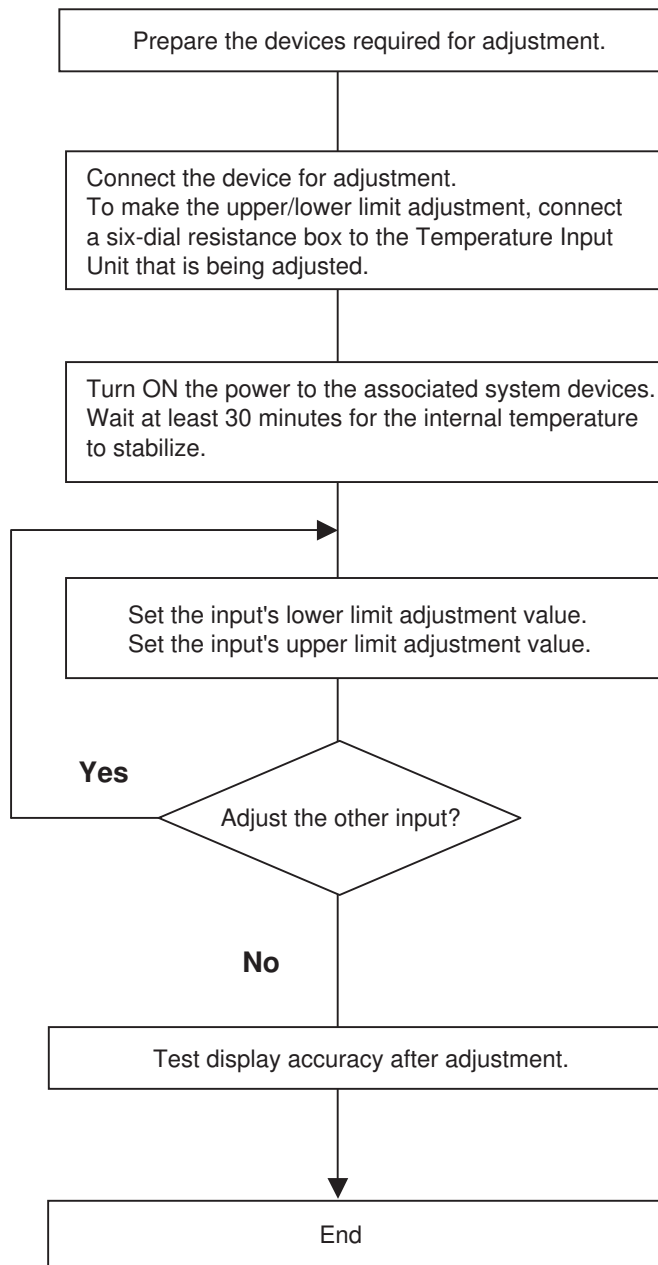 Prepare the devices required for adjustment.
Connect the device for adjustment.
To make the upper/lower limit adjustment, connect
a six-dial resistance box to the Temperature Input
Unit that is being adjusted.
Turn ON the power to the associated system devices.
Wait at least 30 minutes for the internal temperature
to stabilize.
Set the input's lower limit adjustment value.
Set the input's upper limit adjustment value.
Yes
Adjust the other input?
No
Test display accuracy after adjustment.
End